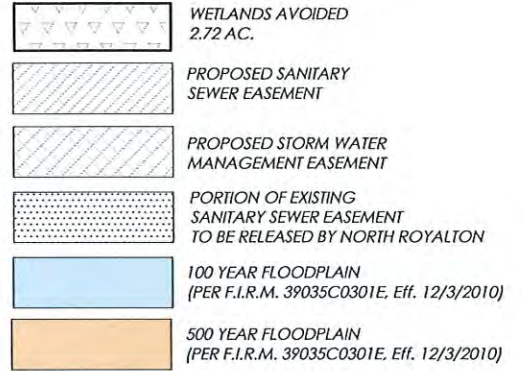 WETLANDS AVOIDED
2.72 AC.
PROPOSED SANITARY
SEWER EASEMENT
PROPOSED STORM WATER
MANAGEMENT EASEMENT
PORTION OF EXISTING
SANITARY SEWER EASEMENT
TO BE RELEASED BY NORTH ROYALTON
100 YEAR FLOODPLAIN
(PER F.I.R.M. 39035C0301E, Eff. 12/3/2010)
500 YEAR FLOODPLAIN
(PER F.I.R.M. 39035C0301E, Eff. 12/3/2010)